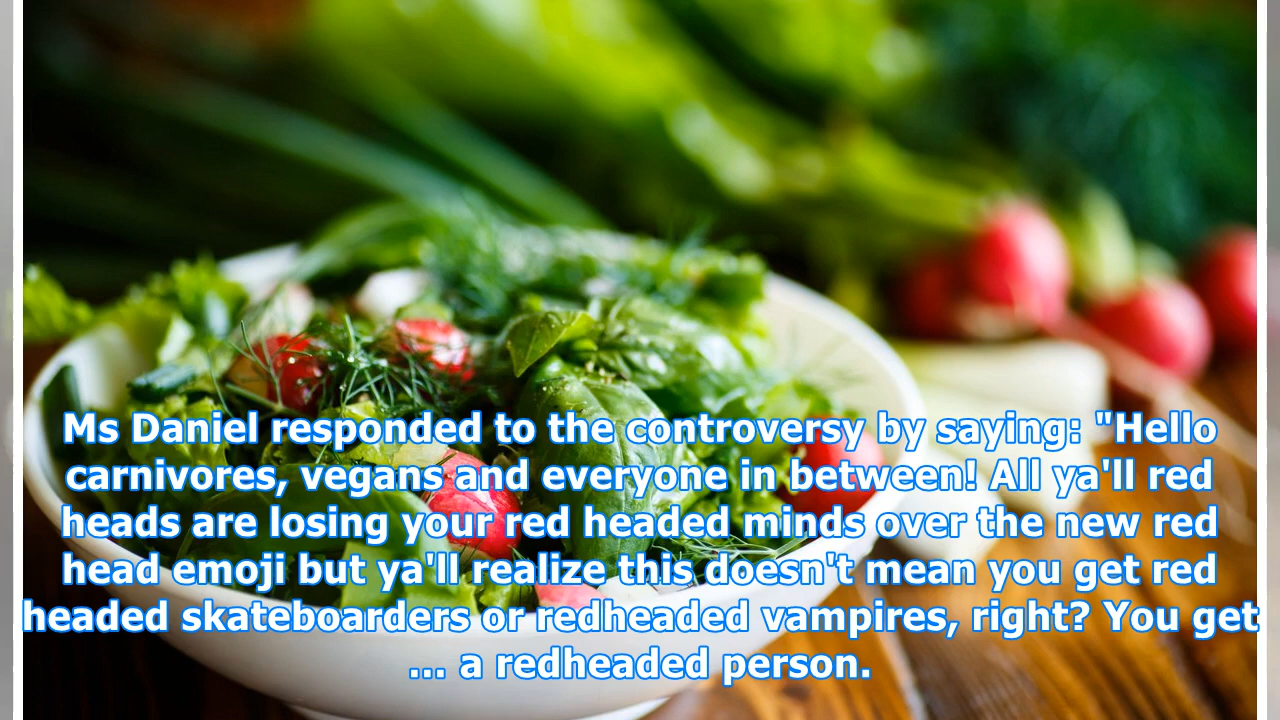 Ms Daniel responded to the controversy by saying: "Hello
carnivores, vegans and everyone in between! All ya'll red
heads are losing your red headed minds over the new red
head emoji but ya'll realize this doesn't mean you get red
headed skateboarders or redheaded vampires, right? You get
... a redheaded person.